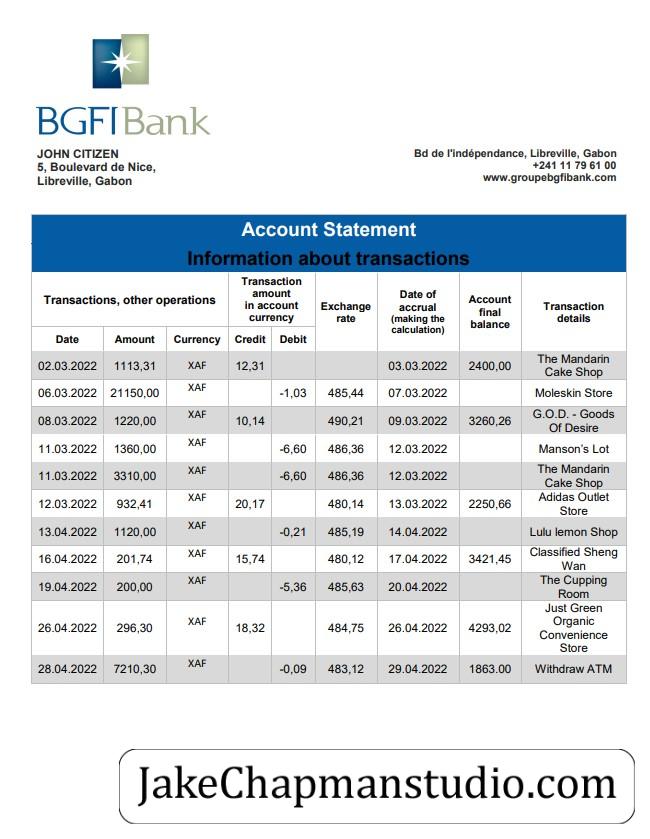 BGFIBank
JOHN CITIZEN
5, Boulevard de Nice,
Libreville, Gabon
Bd de l'indépendance, Libreville, Gabon
+241 11 79 61 00
www.groupebgfibank.com
Account Statement
Information about transactions
Transactions, other operations
Transaction
amount
in account
currency
Exchange
rate
Date of
accrual
(making the
calculation)
Account
final
balance
Transaction
details
Date Amount Currency Credit Debit
02.03.2022 1113,31 XAF 12,31 03.03.2022 2400,00 The Mandarin
Cake Shop
06.03.2022 21150,00 XAF -1,03 485,44 07.03.2022 Moleskin Store
08.03.2022 1220,00 XAF 10,14 490,21 09.03.2022 3260,26 G.O.D. - Goods
Of Desire
11.03.2022 1360,00 XAF -6,60 486,36 12.03.2022 Manson's Lot
11.03.2022 3310,00 XAF -6,60 486,36 12.03.2022 The Mandarin
Cake Shop
12.03.2022 932,41 XAF 20,17 480,14 13.03.2022 2250,66 Adidas Outlet
Store
13.04.2022 1120,00 XAF -0,21 485,19 14.04.2022 Lulu lemon Shop
16.04.2022 201,74 XAF 15,74 480,12 17.04.2022 3421,45 Classified Sheng
Wan
19.04.2022 200,00 XAF -5,36 485,63 20.04.2022 The Cupping
Room
26.04.2022 296,30 XAF 18,32 484,75 26.04.2022 4293,02 Just Green
Organic
Convenience
Store
28.04.2022 7210,30 XAF -0,09 483,12 29.04.2022 1863.00 Withdraw ATM
JakeChapmanstudio.com